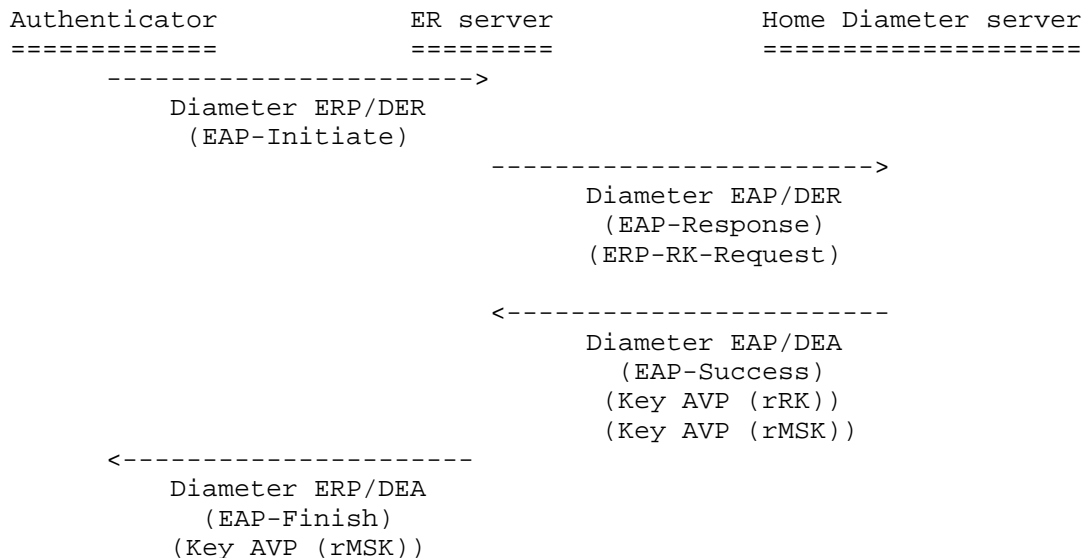 Authenticator                   ER server                     Home Diameter server
=============                   =========                     ====================
----------------------->
Diameter ERP/DER
(EAP-Initiate)
------------------------>
Diameter EAP/DER
(EAP-Response)
(ERP-RK-Request)
<------------------------
Diameter EAP/DEA
(EAP-Success)
(Key AVP (rRK))
(Key AVP (rMSK))
<----------------------
Diameter ERP/DEA
(EAP-Finish)
(Key AVP (rMSK))